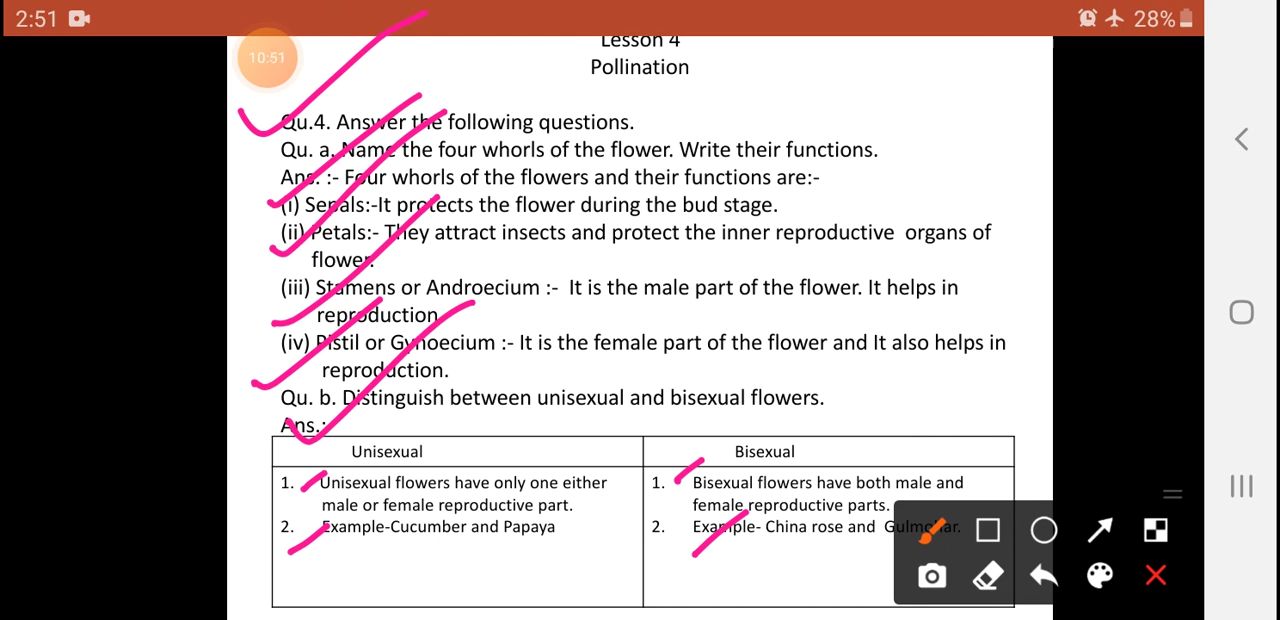 2:51 28%
10:51
Lesson 4
Pollination
Qu.4. Answer the following questions.
Qu. a. Name the four whorls of the flower. Write their functions.
Ans. :- Four whorls of the flowers and their functions are:-
(i) Sepals:-It protects the flower during the bud stage.
(ii) Petals:- They attract insects and protect the inner reproductive organs of
flower.
(iii) Stamens or Androecium :- It is the male part of the flower. It helps in
reproduction.
(iv) Pistil or Gynoecium :- It is the female part of the flower and It also helps in
reproduction.
Qu. b. Distinguish between unisexual and bisexual flowers.
Ans.:
Unisexual Bisexual
1. Unisexual flowers have only one either 1. Bisexual flowers have both male and
male or female reproductive part. female reproductive parts.
2. Example-Cucumber and Papaya 2. Example- China rose and Gulmohar.